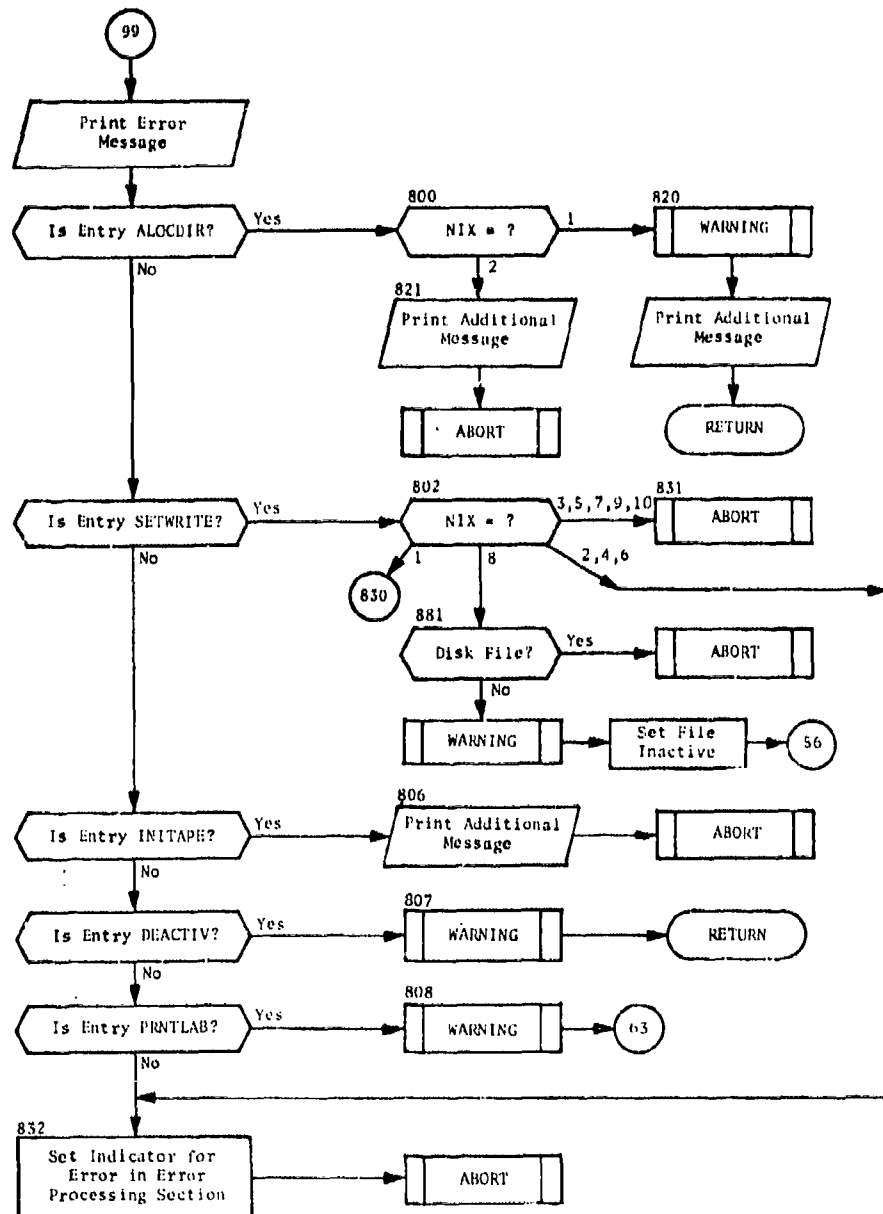 99
Print Error
Message
Is Entry ALOCDIR?
Yes
No
800
NIX = ?
1
2
820
WARNING
821
Print Additional
Message
Print Additional
Message
ABORT
RETURN
Is Entry SETWRITE?
Yes
No
802
NIX = ?
3,5,7,9,10
831
ABORT
1
8
2,4,6
830
881
Disk File?
Yes
ABORT
No
WARNING
Set File
Inactive
56
Is Entry INITAPE?
Yes
No
806
Print Additional
Message
ABORT
Is Entry DEACTIV?
Yes
No
807
WARNING
RETURN
Is Entry PRNTLAB?
Yes
No
808
WARNING
63
832
Set Indicator for
Error in Error
Processing Section
ABORT